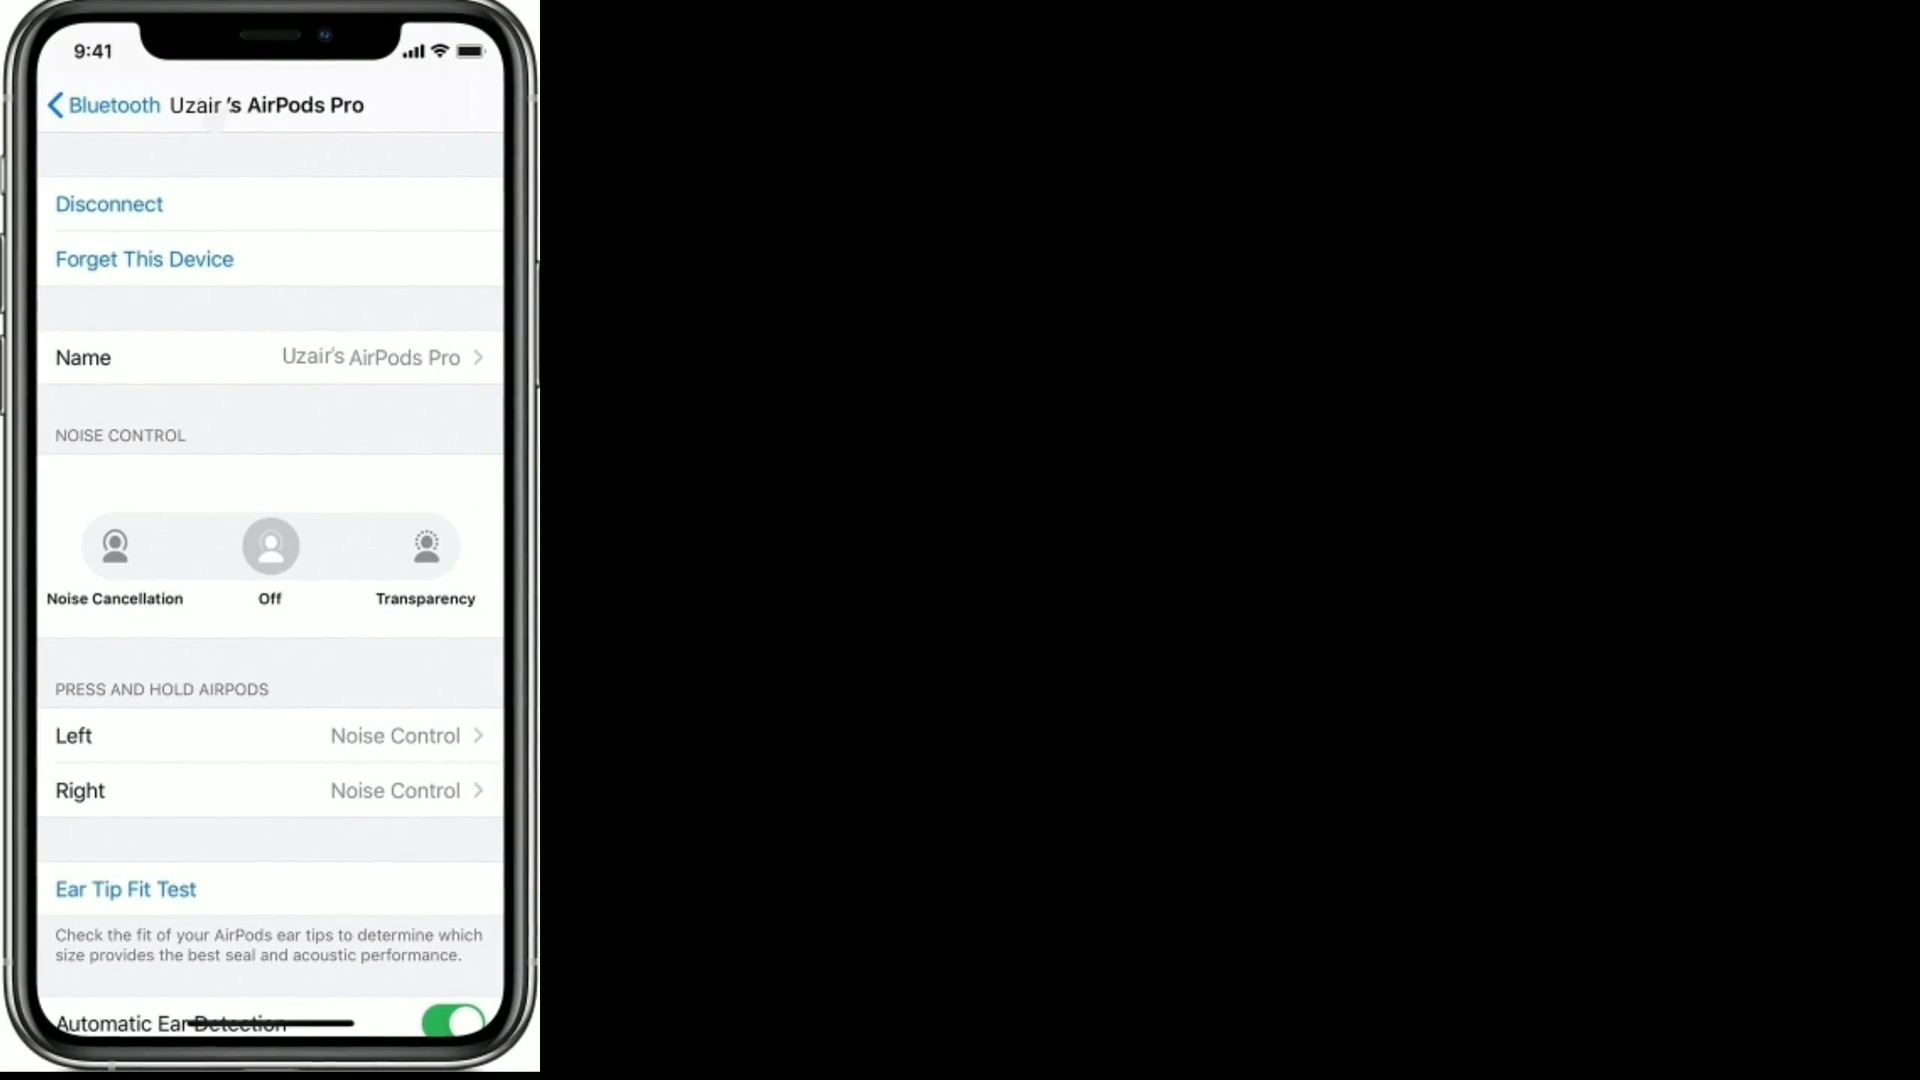 9:41
Bluetooth Uzair 's AirPods Pro
Disconnect
Forget This Device
Name Uzair's AirPods Pro
NOISE CONTROL
Noise Cancellation Off Transparency
PRESS AND HOLD AIRPODS
Left Noise Control
Right Noise Control
Ear Tip Fit Test
Check the fit of your AirPods ear tips to determine which
size provides the best seal and acoustic performance.
Automatic Ear Detection